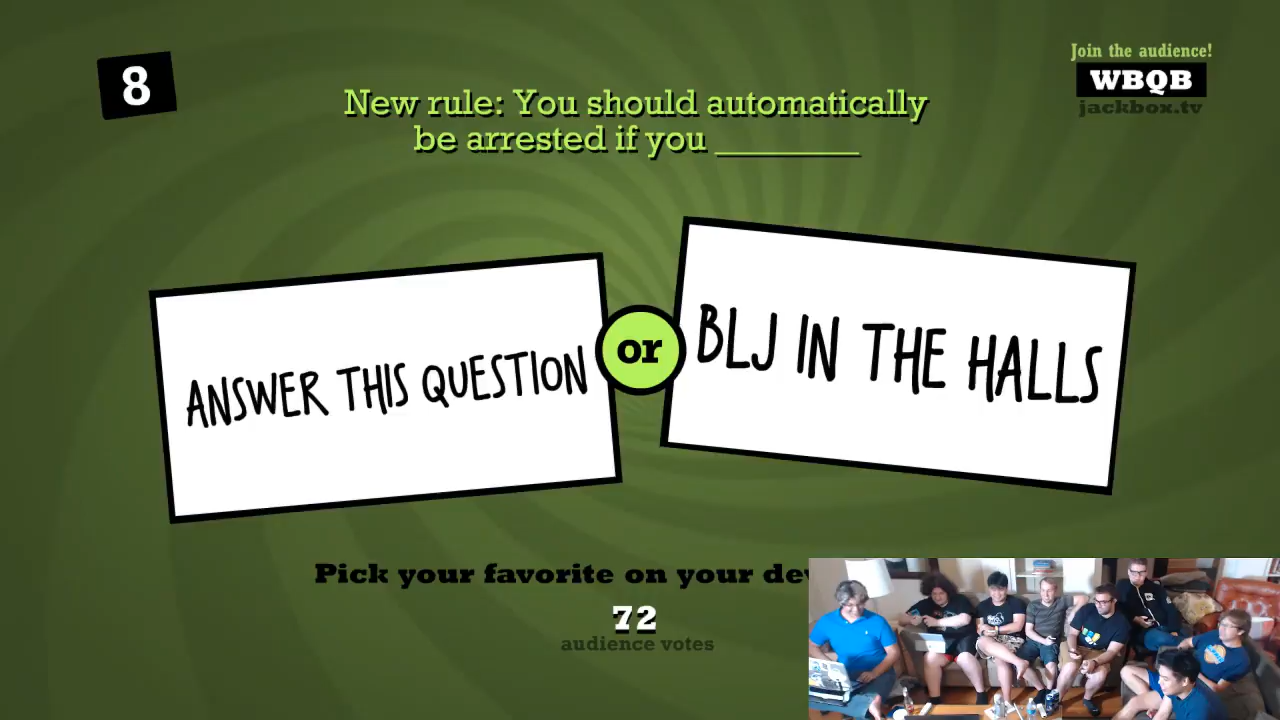 8
Join the audience!
WBQB
jackbox.tv
New rule: You should automatically
be arrested if you ________
ANSWER THIS QUESTION
or
BLJ IN THE HALLS
Pick your favorite on your
72
audience votes